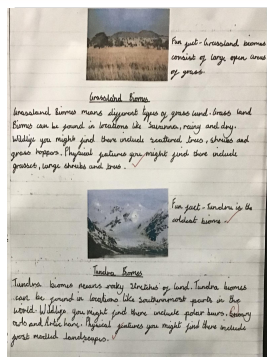 Fun fact - Grassland biomes
consist of large open areas
of grass.
Grassland Biomes
Grassland Biomes means different types of grass land. Grass land
Biomes can be found in locations like Savanna, rainy and dry.
Wildlife you might find there include scattered trees, shrubs and
grass hoppers. Physical features you might find there include
grasses, large shrubs and trees.
Fun fact - Tundra is the
coldest biome
Tundra Biomes
Tundra biomes means rocky stretches of land. Tundra biomes
can be found in locations like southernmost parts in the
world. Wildlife you might find there include polar bears,
and Artic hare. Physical features you might find there include
frost modled landscapes.